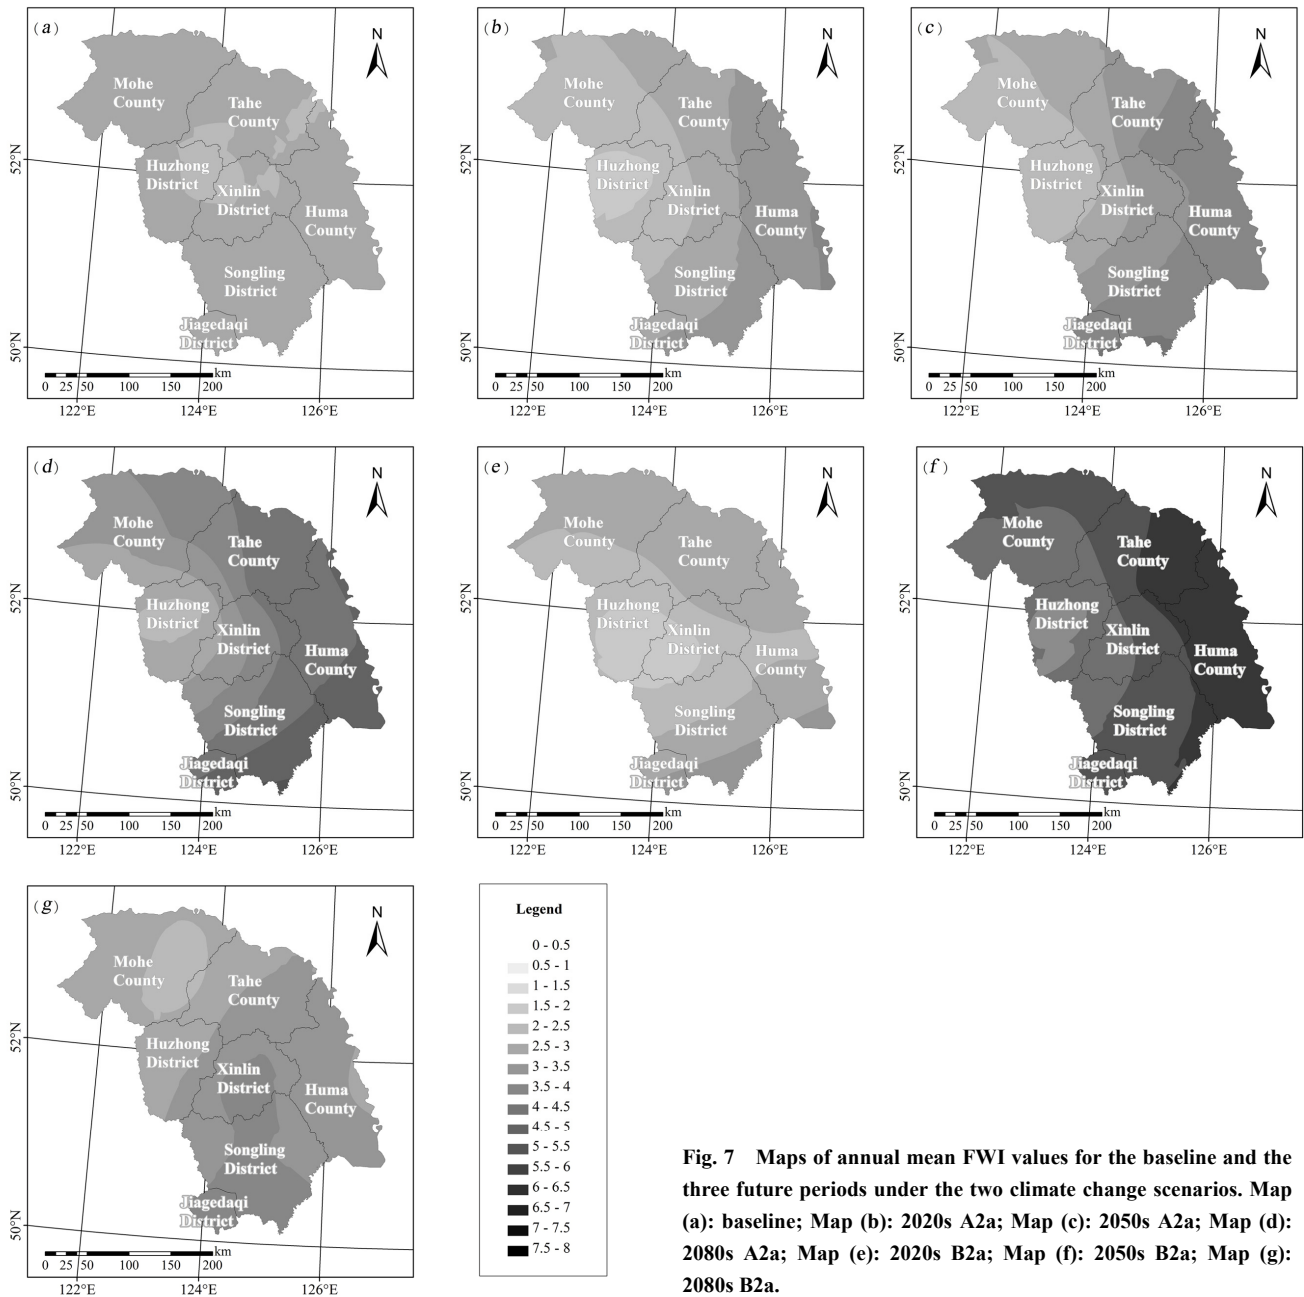 (a)
N
Mohe
County
Tahe
County
Huzhong
District
Xinlin
District
Huma
County
Songling
District
Jiagedaqi
District
52°N
50°N
km
0 25 50 100 150 200
122°E 124°E 126°E
(b)
N
Mohe
County
Tahe
County
Huzhong
District
Xinlin
District
Huma
County
Songling
District
Jiagedaqi
District
52°N
50°N
km
0 25 50 100 150 200
122°E 124°E 126°E
(c)
N
Mohe
County
Tahe
County
Huzhong
District
Xinlin
District
Huma
County
Songling
District
Jiagedaqi
District
52°N
50°N
km
0 25 50 100 150 200
122°E 124°E 126°E
(d)
N
Mohe
County
Tahe
County
Huzhong
District
Xinlin
District
Huma
County
Songling
District
Jiagedaqi
District
52°N
50°N
km
0 25 50 100 150 200
122°E 124°E 126°E
(e)
N
Mohe
County
Tahe
County
Huzhong
District
Xinlin
District
Huma
County
Songling
District
Jiagedaqi
District
52°N
50°N
km
0 25 50 100 150 200
122°E 124°E 126°E
(f)
N
Mohe
County
Tahe
County
Huzhong
District
Xinlin
District
Huma
County
Songling
District
Jiagedaqi
District
52°N
50°N
km
0 25 50 100 150 200
122°E 124°E 126°E
(g)
N
Mohe
County
Tahe
County
Huzhong
District
Xinlin
District
Huma
County
Songling
District
Jiagedaqi
District
52°N
50°N
km
0 25 50 100 150 200
122°E 124°E 126°E
Legend
0 - 0.5
0.5 - 1
1 - 1.5
1.5 - 2
2 - 2.5
2.5 - 3
3 - 3.5
3.5 - 4
4 - 4.5
4.5 - 5
5 - 5.5
5.5 - 6
6 - 6.5
6.5 - 7
7 - 7.5
7.5 - 8
Fig. 7 Maps of annual mean FWI values for the baseline and the
three future periods under the two climate change scenarios. Map
(a): baseline; Map (b): 2020s A2a; Map (c): 2050s A2a; Map (d):
2080s A2a; Map (e): 2020s B2a; Map (f): 2050s B2a; Map (g):
2080s B2a.